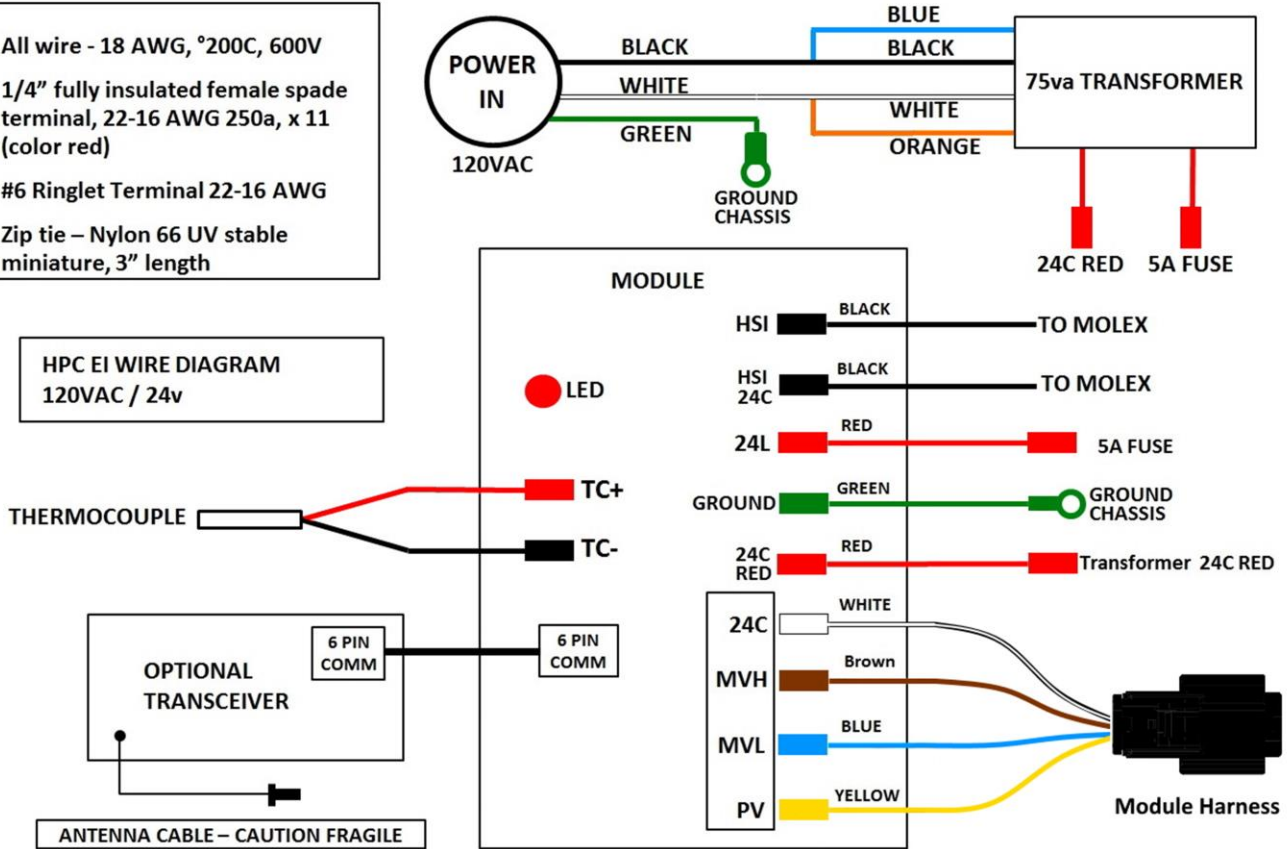 All wire - 18 AWG, °200C, 600V
1/4” fully insulated female spade
terminal, 22-16 AWG 250a, x 11
(color red)
#6 Ringlet Terminal 22-16 AWG
Zip tie – Nylon 66 UV stable
miniature, 3” length
POWER
IN
120VAC
BLACK
WHITE
GREEN
GROUND
CHASSIS
BLUE
BLACK
WHITE
ORANGE
75va TRANSFORMER
24C RED
5A FUSE
HPC EI WIRE DIAGRAM
120VAC / 24v
MODULE
LED
THERMOCOUPLE
TC+
TC-
HSI
BLACK
TO MOLEX
HSI
24C
BLACK
TO MOLEX
24L
RED
5A FUSE
GROUND
GREEN
GROUND
CHASSIS
24C
RED
RED
Transformer 24C RED
24C
WHITE
MVH
Brown
MVL
BLUE
PV
YELLOW
Module Harness
OPTIONAL
TRANSCEIVER
6 PIN
COMM
6 PIN
COMM
ANTENNA CABLE – CAUTION FRAGILE